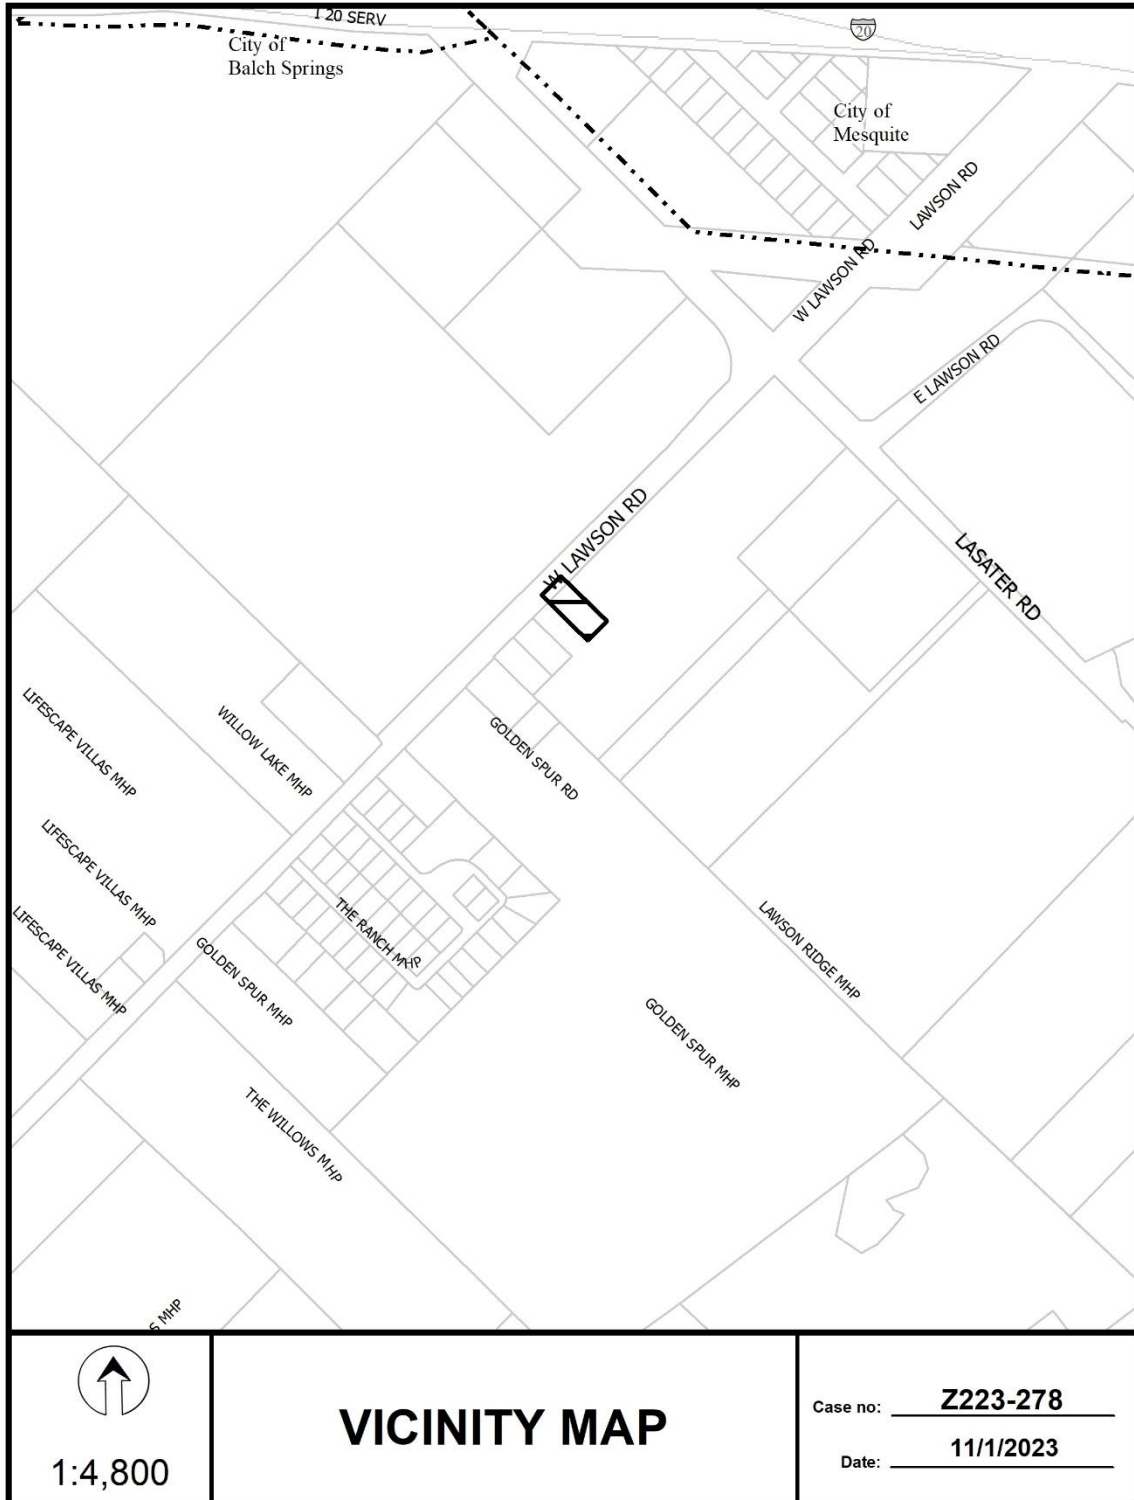 I 20 SERV
20
City of
Balch Springs
City of
Mesquite
LAWSON RD
W LAWSON RD
E LAWSON RD
W LAWSON RD
LASATER RD
LIFESCAPE VILLAS MHP
WILLOW LAKE MHP
GOLDEN SPUR RD
LIFESCAPE VILLAS MHP
THE RANCH MHP
LIFESCAPE VILLAS MHP
GOLDEN SPUR MHP
LAWSON RIDGE MHP
GOLDEN SPUR MHP
THE WILLOWS MHP
S MHP
1:4,800
VICINITY MAP
Case no: Z223-278
Date: 11/1/2023